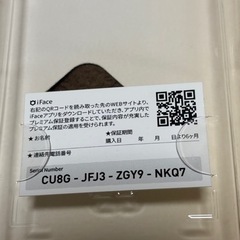 iFace
右記のQRコードを読み取った先のWEBサイトより、
iFaceアプリをダウンロードしていただき、アプリ内で
プレミアム保証登録することで、保証内容が充実した
プレミアム保証の適用を受けられます。
★保証期間
★お名前 購入日 年 月 日より6ヶ月
★連絡先電話番号
Serial Number
CU8G - JFJ3 - ZGY9 - NKQ7